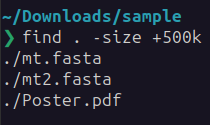 ~/Downloads/sample
❯ find . -size +500k
./mt.fasta
./mt2.fasta
./Poster.pdf